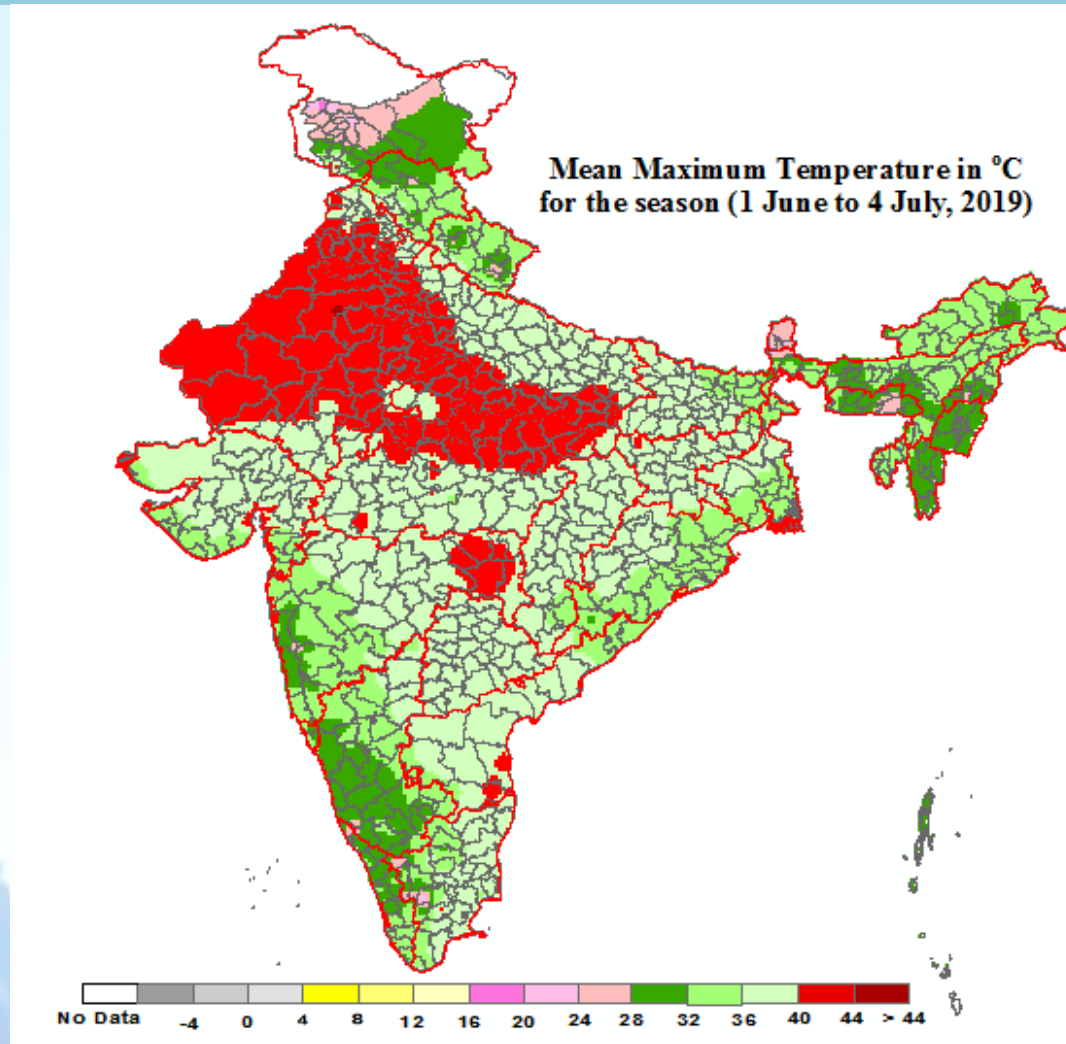 Mean Maximum Temperature in °C
for the season (1 June to 4 July, 2019)
No Data -4 0 4 8 12 16 20 24 28 32 36 40 44 > 44